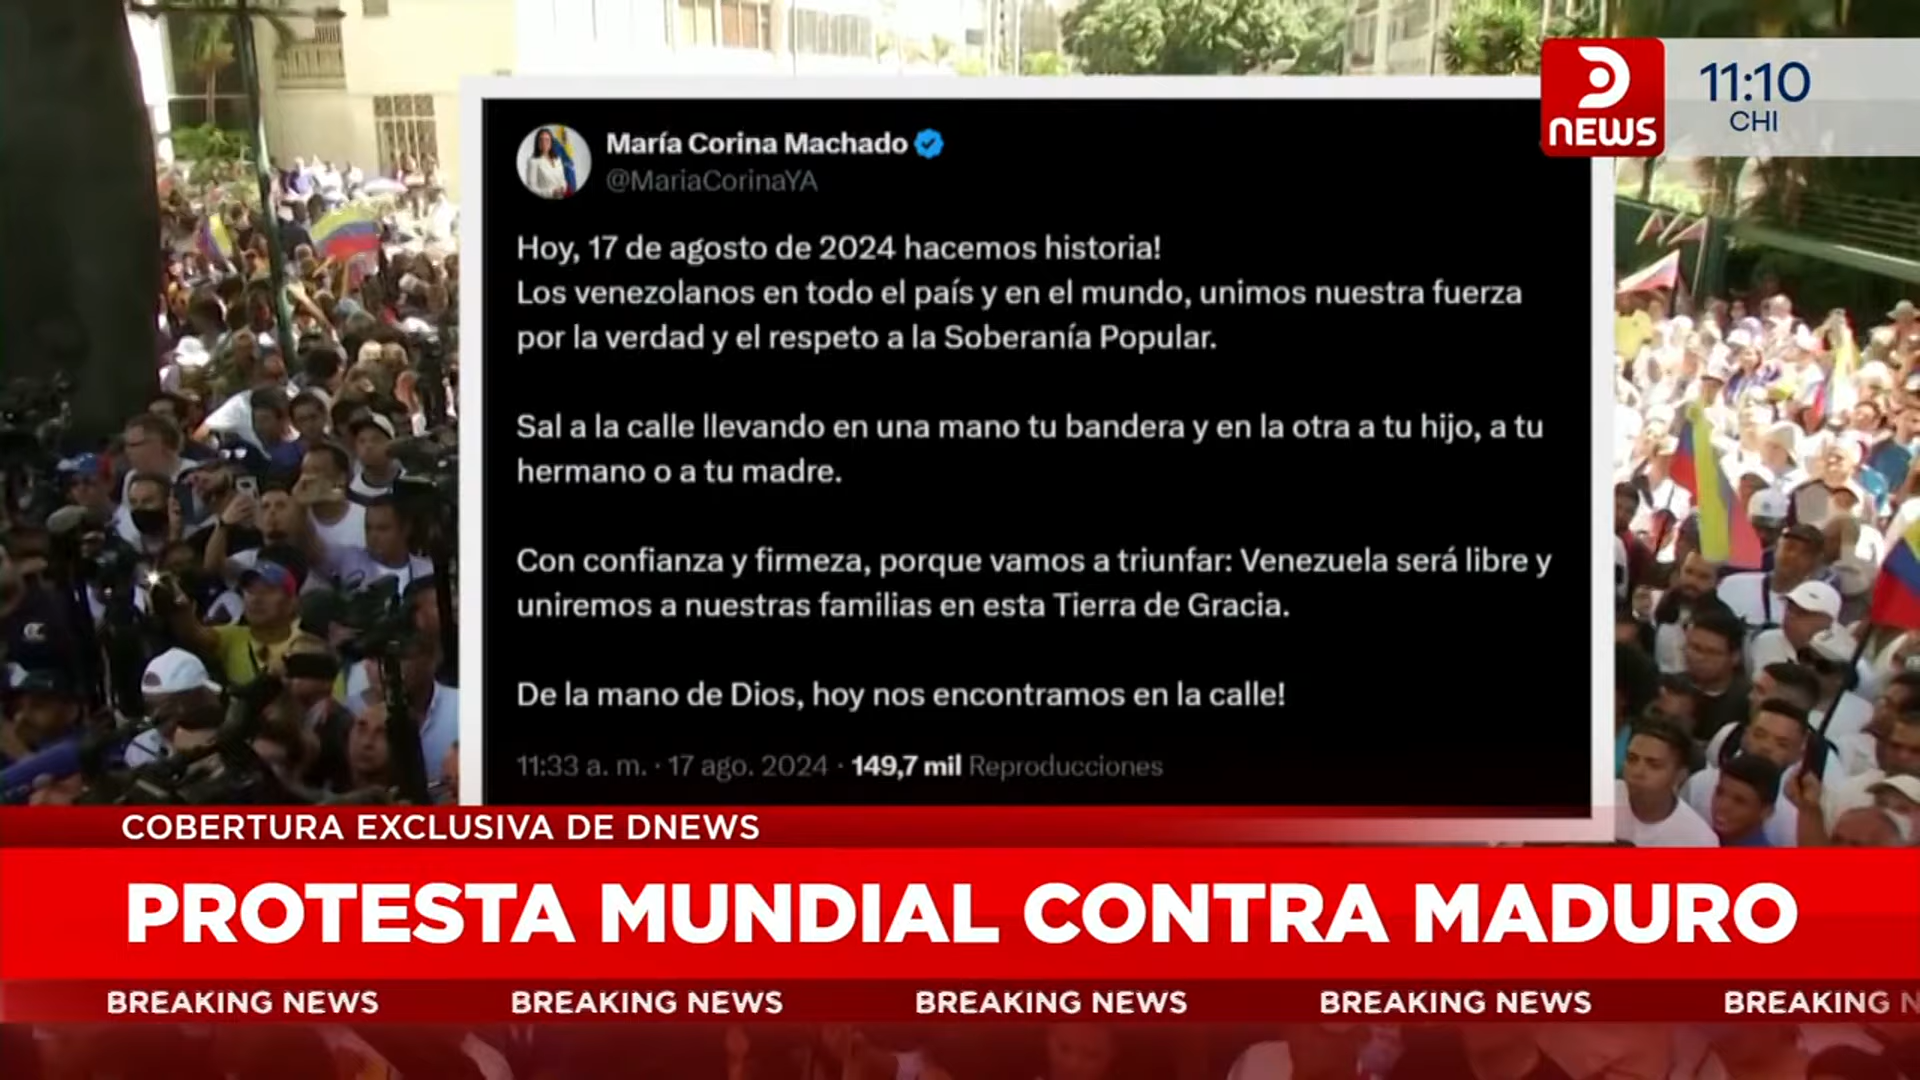 NEWS
11:10
CHI
María Corina Machado
@MariaCorinaYA
Hoy, 17 de agosto de 2024 hacemos historia!
Los venezolanos en todo el país y en el mundo, unimos nuestra fuerza
por la verdad y el respeto a la Soberanía Popular.
Sal a la calle llevando en una mano tu bandera y en la otra a tu hijo, a tu
hermano o a tu madre.
Con confianza y firmeza, porque vamos a triunfar: Venezuela será libre y
uniremos a nuestras familias en esta Tierra de Gracia.
De la mano de Dios, hoy nos encontramos en la calle!
11:33 a. m. · 17 ago. 2024 · 149,7 mil Reproducciones
COBERTURA EXCLUSIVA DE DNEWS
PROTESTA MUNDIAL CONTRA MADURO
BREAKING NEWS BREAKING NEWS BREAKING NEWS BREAKING NEWS BREAKING N